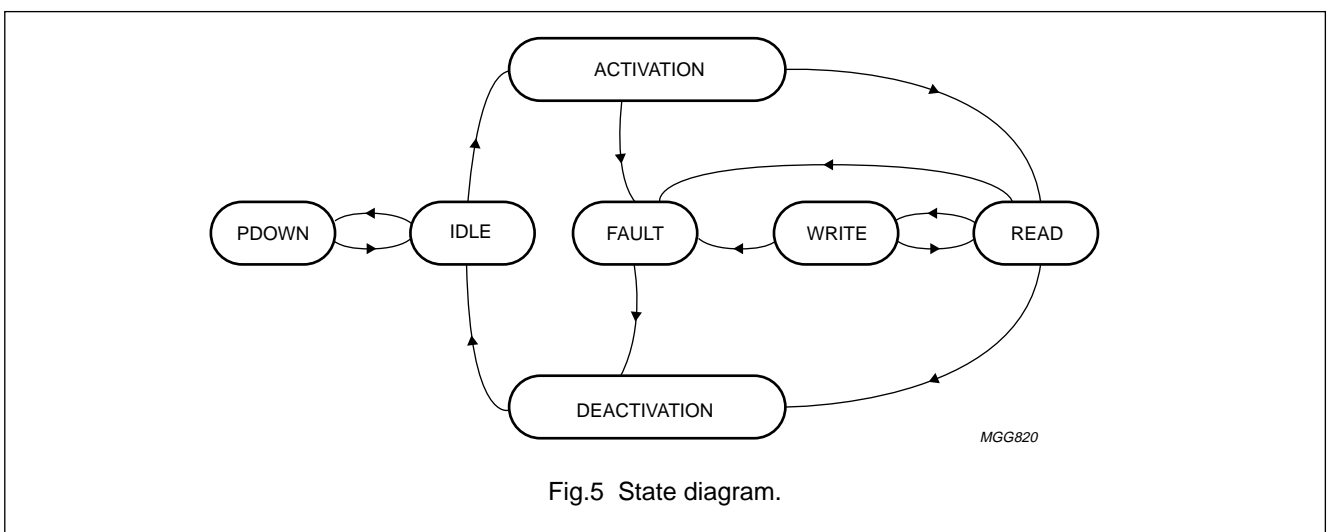 ACTIVATION
PDOWN
IDLE
FAULT
WRITE
READ
DEACTIVATION
MGG820
Fig.5 State diagram.